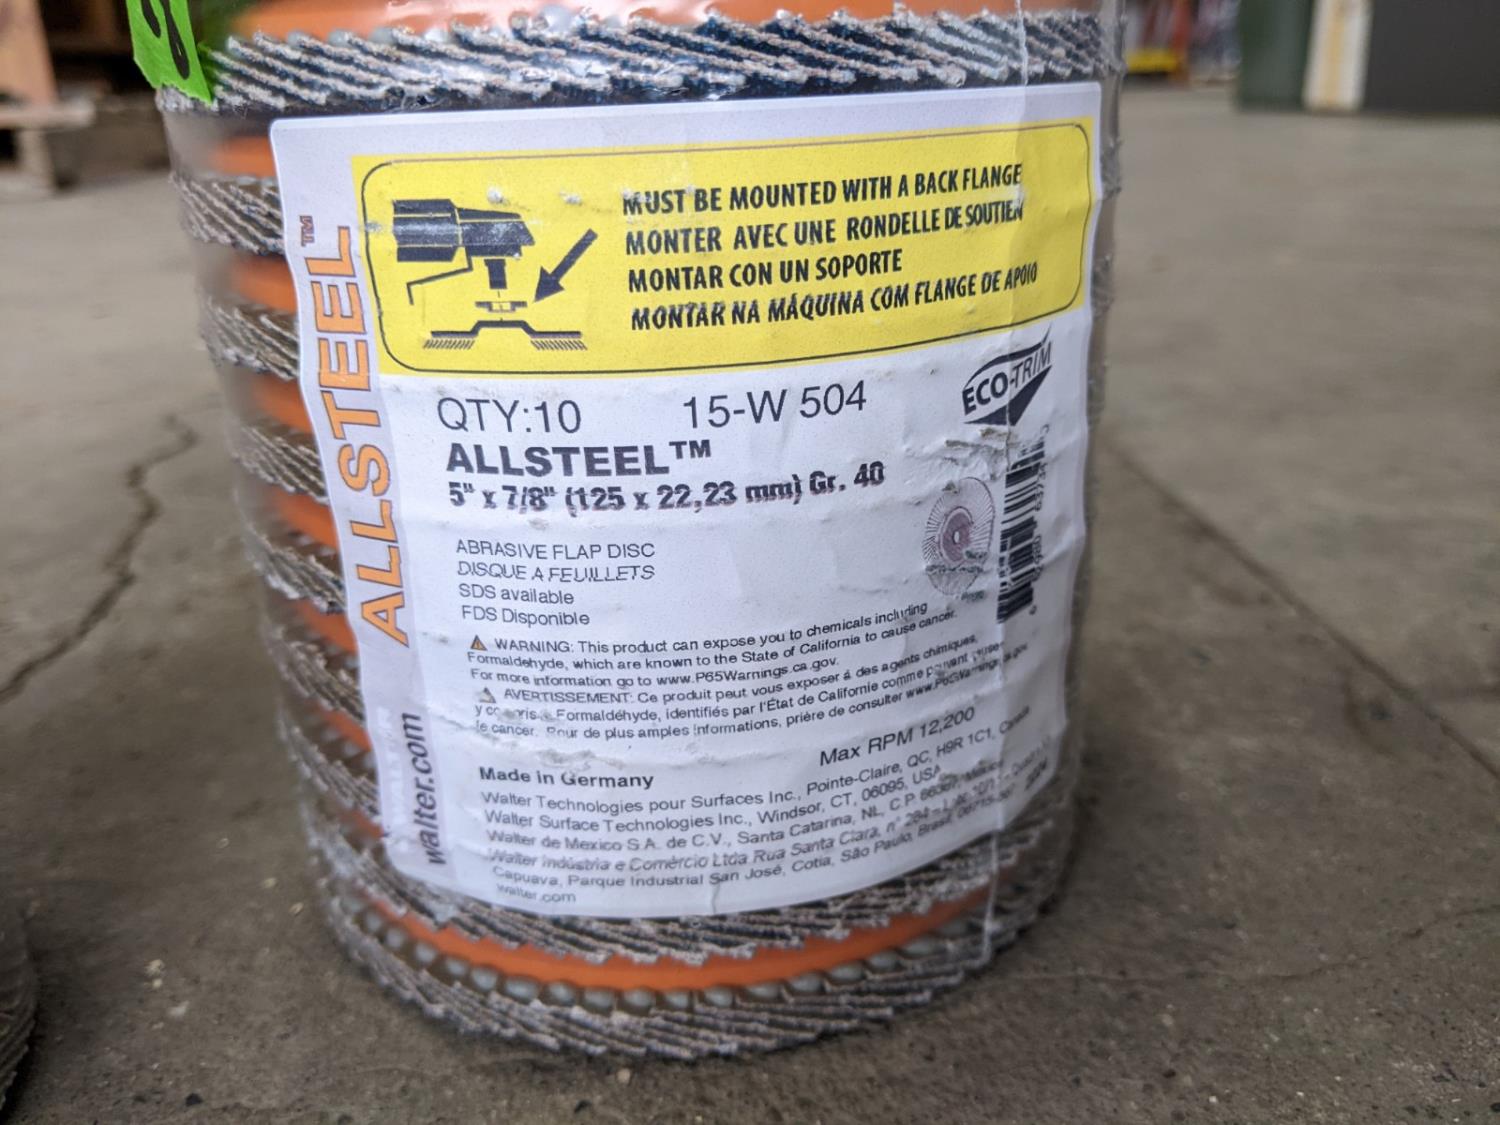 ALLSTEEL™
walter.com
MUST BE MOUNTED WITH A BACK FLANGE
MONTER AVEC UNE RONDELLE DE SOUTIEN
MONTAR CON UN SOPORTE
MONTAR NA MÁQUINA COM FLANGE DE APOIO
QTY:10 15-W 504
ECO-TRIM
ALLSTEEL™
5" x 7/8" (125 x 22,23 mm) Gr. 40
ABRASIVE FLAP DISC
DISQUE A FEUILLETS
SDS available
FDS Disponible
WARNING: This product can expose you to chemicals including
Formaldehyde, which are known to the State of California to cause cancer.
For more information go to www.P65Warnings.ca.gov.
AVERTISSEMENT: Ce produit peut vous exposer á des agents chimiques,
y Formaldéhyde, identifiés par l'État de Californie comme pouvant cause
le cancer. Pour de plus amples informations, prière de consulter www.P65Warnings.ca.gov.
Max RPM 12,200
Made in Germany
Walter Technologies pour Surfaces Inc., Pointe-Claire, QC, H9R 1C1, Canada
Walter Surface Technologies Inc., Windsor, CT, 06095, USA
Walter de Mexico S.A. de C.V., Santa Catarina, NL, C.P. 66367, México
Walter Indústria e Comércio Ltda Rua Santa Clara, n° 284
Capuava, Parque Industrial San José, Cotia, São Paulo, Brasil,
walter.com